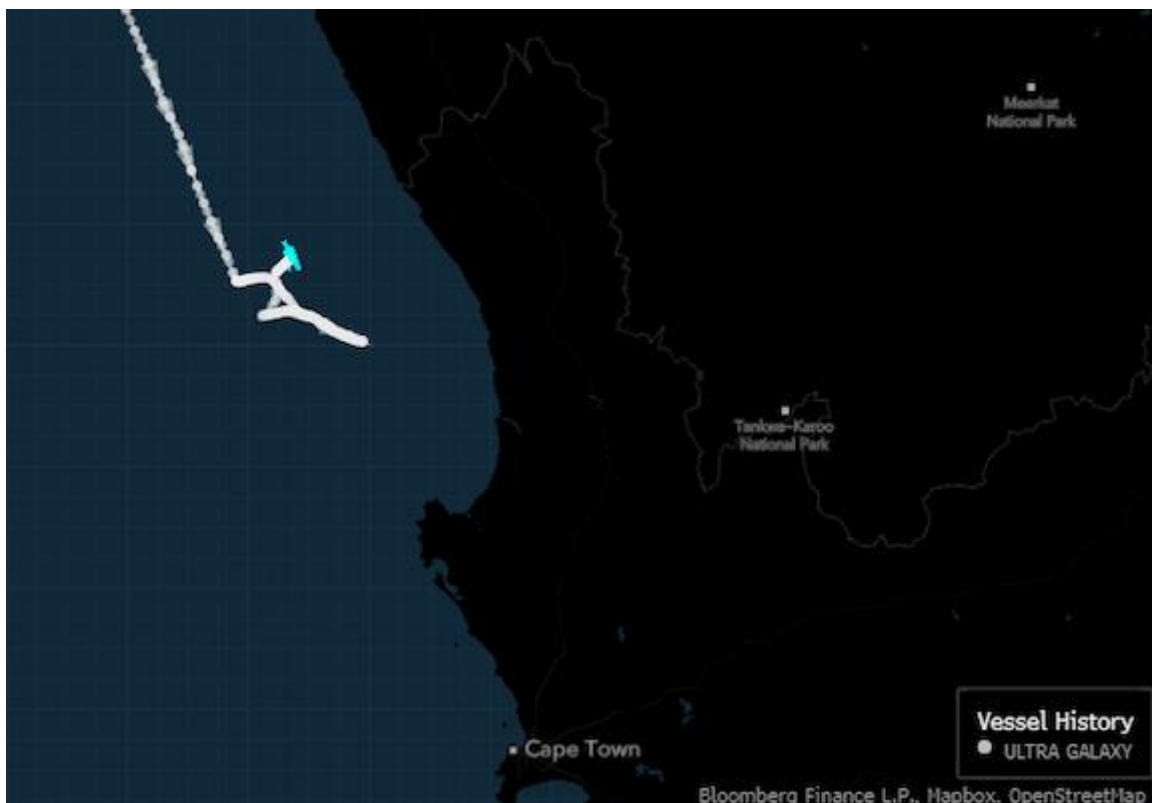 Meerkat
National Park
Tankwa-Karoo
National Park
Vessel History
ULTRA GALAXY
Cape Town
Bloomberg Finance L.P., Mapbox, OpenStreetMap